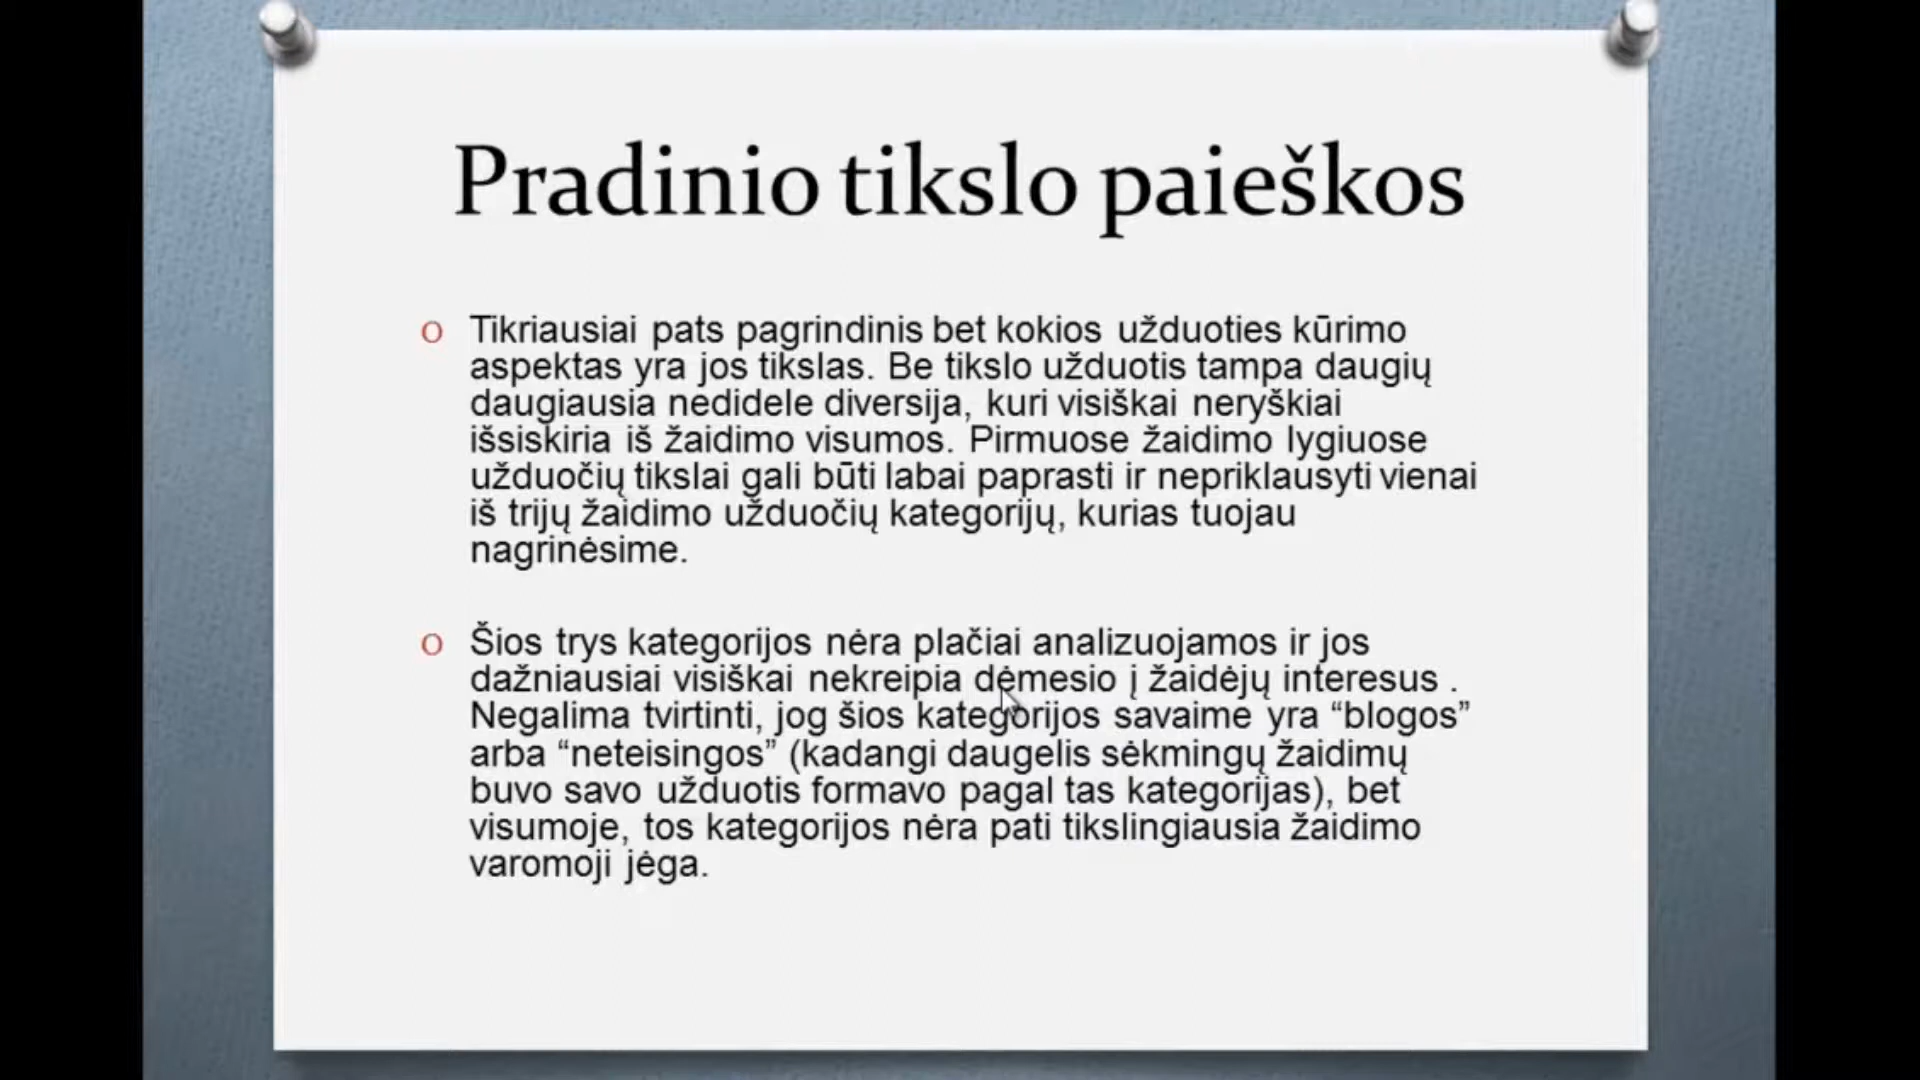 Pradinio tikslo paieškos
o Tikriausiai pats pagrindinis bet kokios užduoties kūrimo
aspektas yra jos tikslas. Be tikslo užduotis tampa daugių
daugiausia nedidele diversija, kuri visiškai neryškiai
išsiskiria iš žaidimo visumos. Pirmuose žaidimo lygiuose
užduočių tikslai gali būti labai paprasti ir nepriklausyti vienai
iš trijų žaidimo užduočių kategorijų, kurias tuojau
nagrinėsime.
o Šios trys kategorijos nėra plačiai analizuojamos ir jos
dažniausiai visiškai nekreipia dėmesio į žaidėjų interesus .
Negalima tvirtinti, jog šios kategorijos savaime yra “blogos”
arba “neteisingos” (kadangi daugelis sėkmingų žaidimų
buvo savo užduotis formavo pagal tas kategorijas), bet
visumoje, tos kategorijos nėra pati tikslingiausia žaidimo
varomoji jėga.